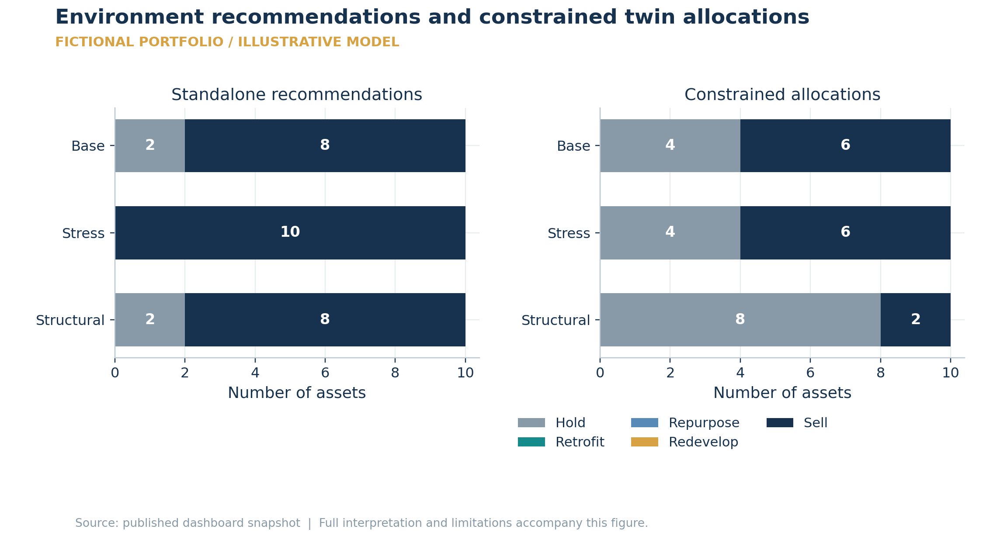 Environment recommendations and constrained twin allocations
FICTIONAL PORTFOLIO / ILLUSTRATIVE MODEL
Standalone recommendations
Base 2 8
Stress 10
Structural 2 8
0 2 4 6 8 10
Number of assets
Constrained allocations
Base 4 6
Stress 4 6
Structural 8 2
0 2 4 6 8 10
Number of assets
Hold Repurpose Sell
Retrofit Redevelop
Source: published dashboard snapshot | Full interpretation and limitations accompany this figure.